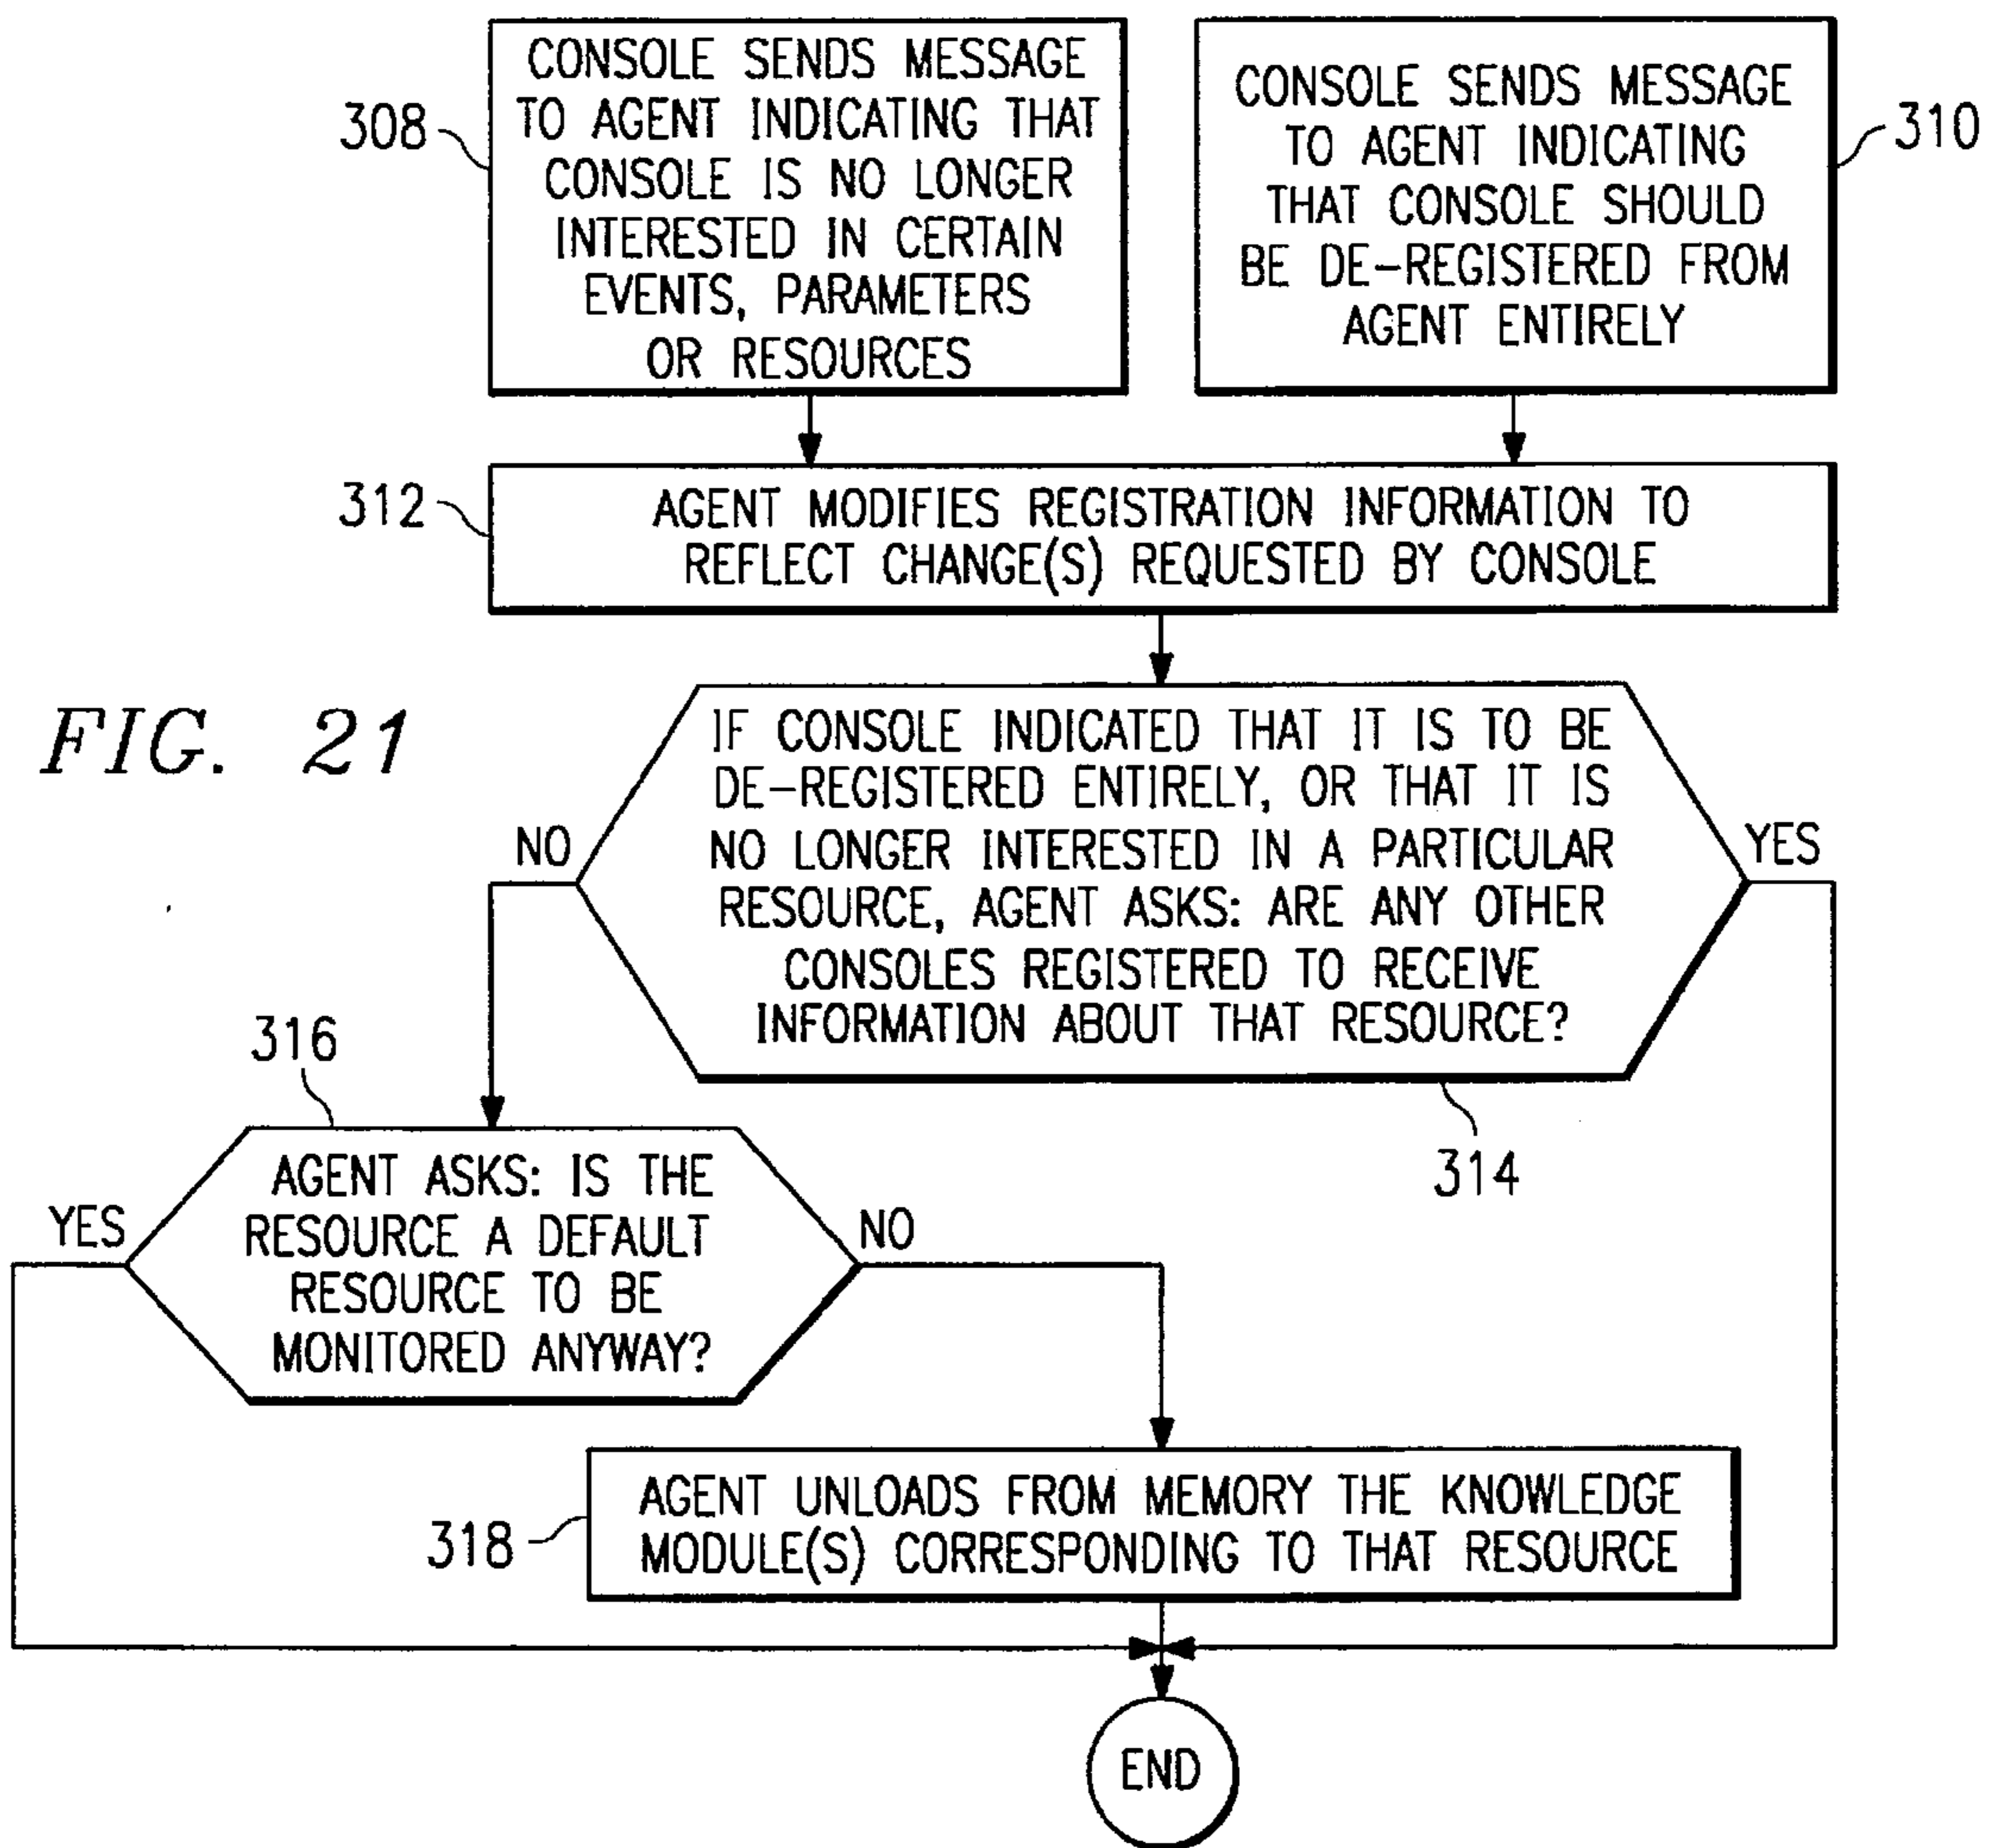 308
CONSOLE SENDS MESSAGE
TO AGENT INDICATING THAT
CONSOLE IS NO LONGER
INTERESTED IN CERTAIN
EVENTS, PARAMETERS
OR RESOURCES
CONSOLE SENDS MESSAGE
TO AGENT INDICATING
THAT CONSOLE SHOULD
BE DE-REGISTERED FROM
AGENT ENTIRELY
310
312
AGENT MODIFIES REGISTRATION INFORMATION TO
REFLECT CHANGE(S) REQUESTED BY CONSOLE
FIG. 21
IF CONSOLE INDICATED THAT IT IS TO BE
DE-REGISTERED ENTIRELY, OR THAT IT IS
NO LONGER INTERESTED IN A PARTICULAR
RESOURCE, AGENT ASKS: ARE ANY OTHER
CONSOLES REGISTERED TO RECEIVE
INFORMATION ABOUT THAT RESOURCE?
NO
YES
314
316
AGENT ASKS: IS THE
RESOURCE A DEFAULT
RESOURCE TO BE
MONITORED ANYWAY?
YES
NO
318
AGENT UNLOADS FROM MEMORY THE KNOWLEDGE
MODULE(S) CORRESPONDING TO THAT RESOURCE
END